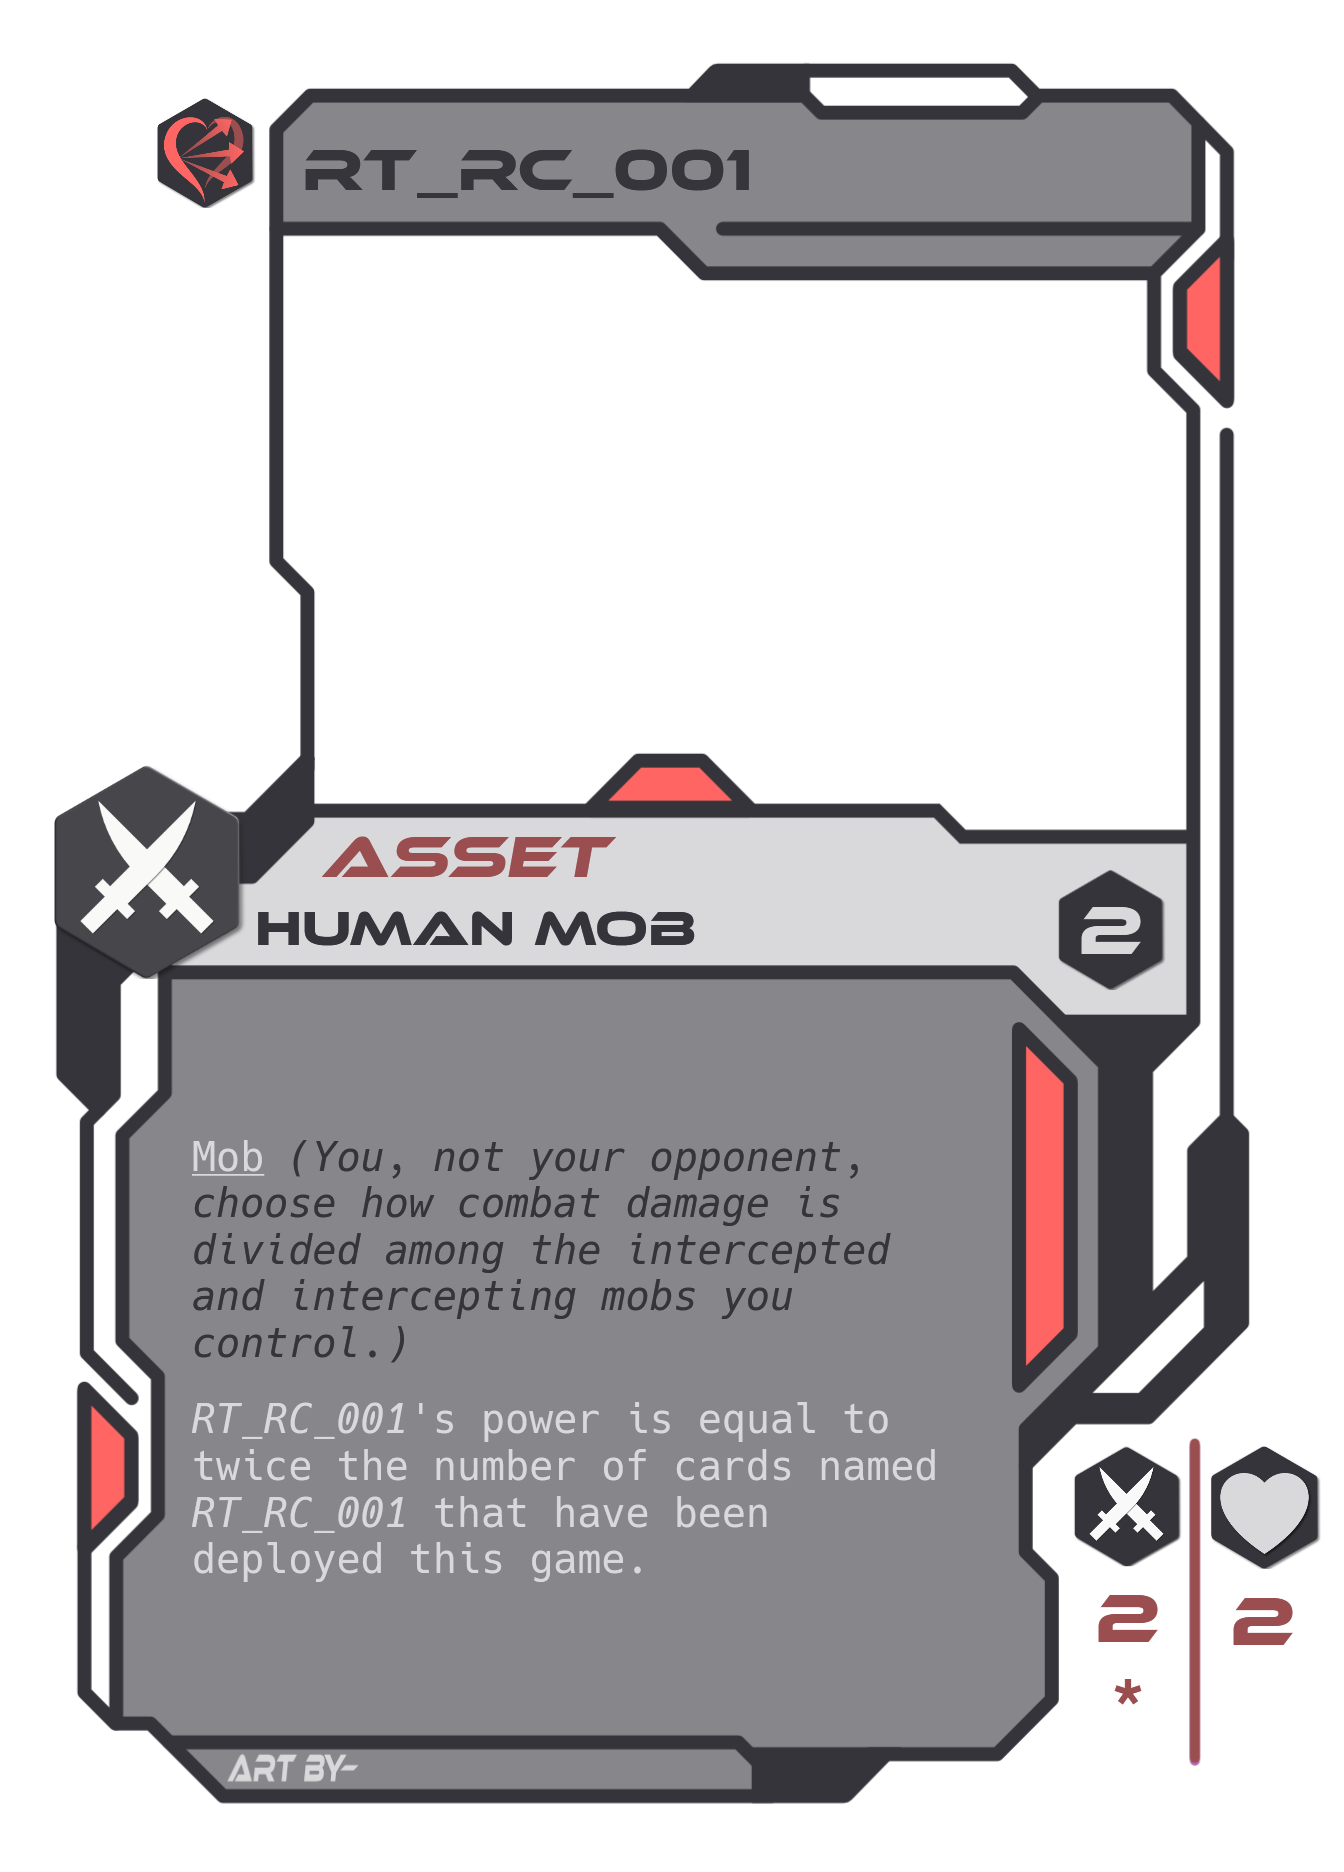 RT_RC_001
ASSET
HUMAN MOB
2
Mob (You, not your opponent,
choose how combat damage is
divided among the intercepted
and intercepting mobs you
control.)
RT_RC_001's power is equal to
twice the number of cards named
RT_RC_001 that have been
deployed this game.
2
2
*
ART BY-